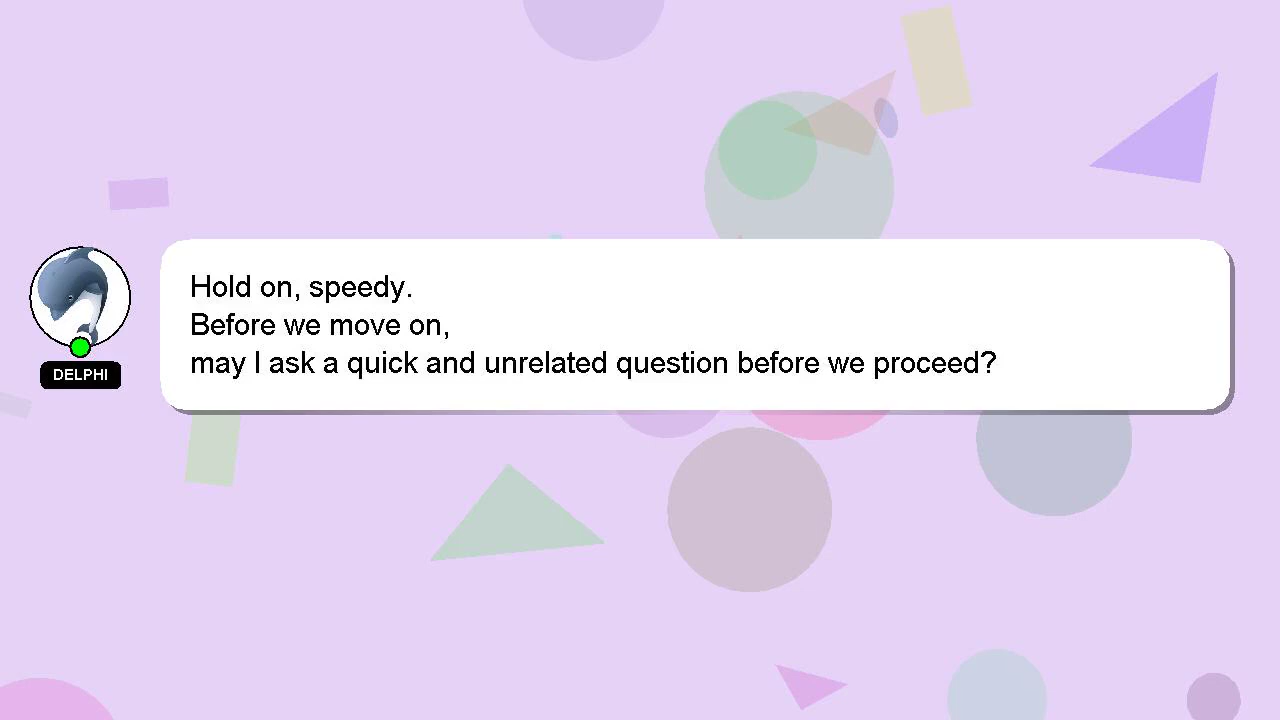 Hold on, speedy.
Before we move on,
may I ask a quick and unrelated question before we proceed?
DELPHI